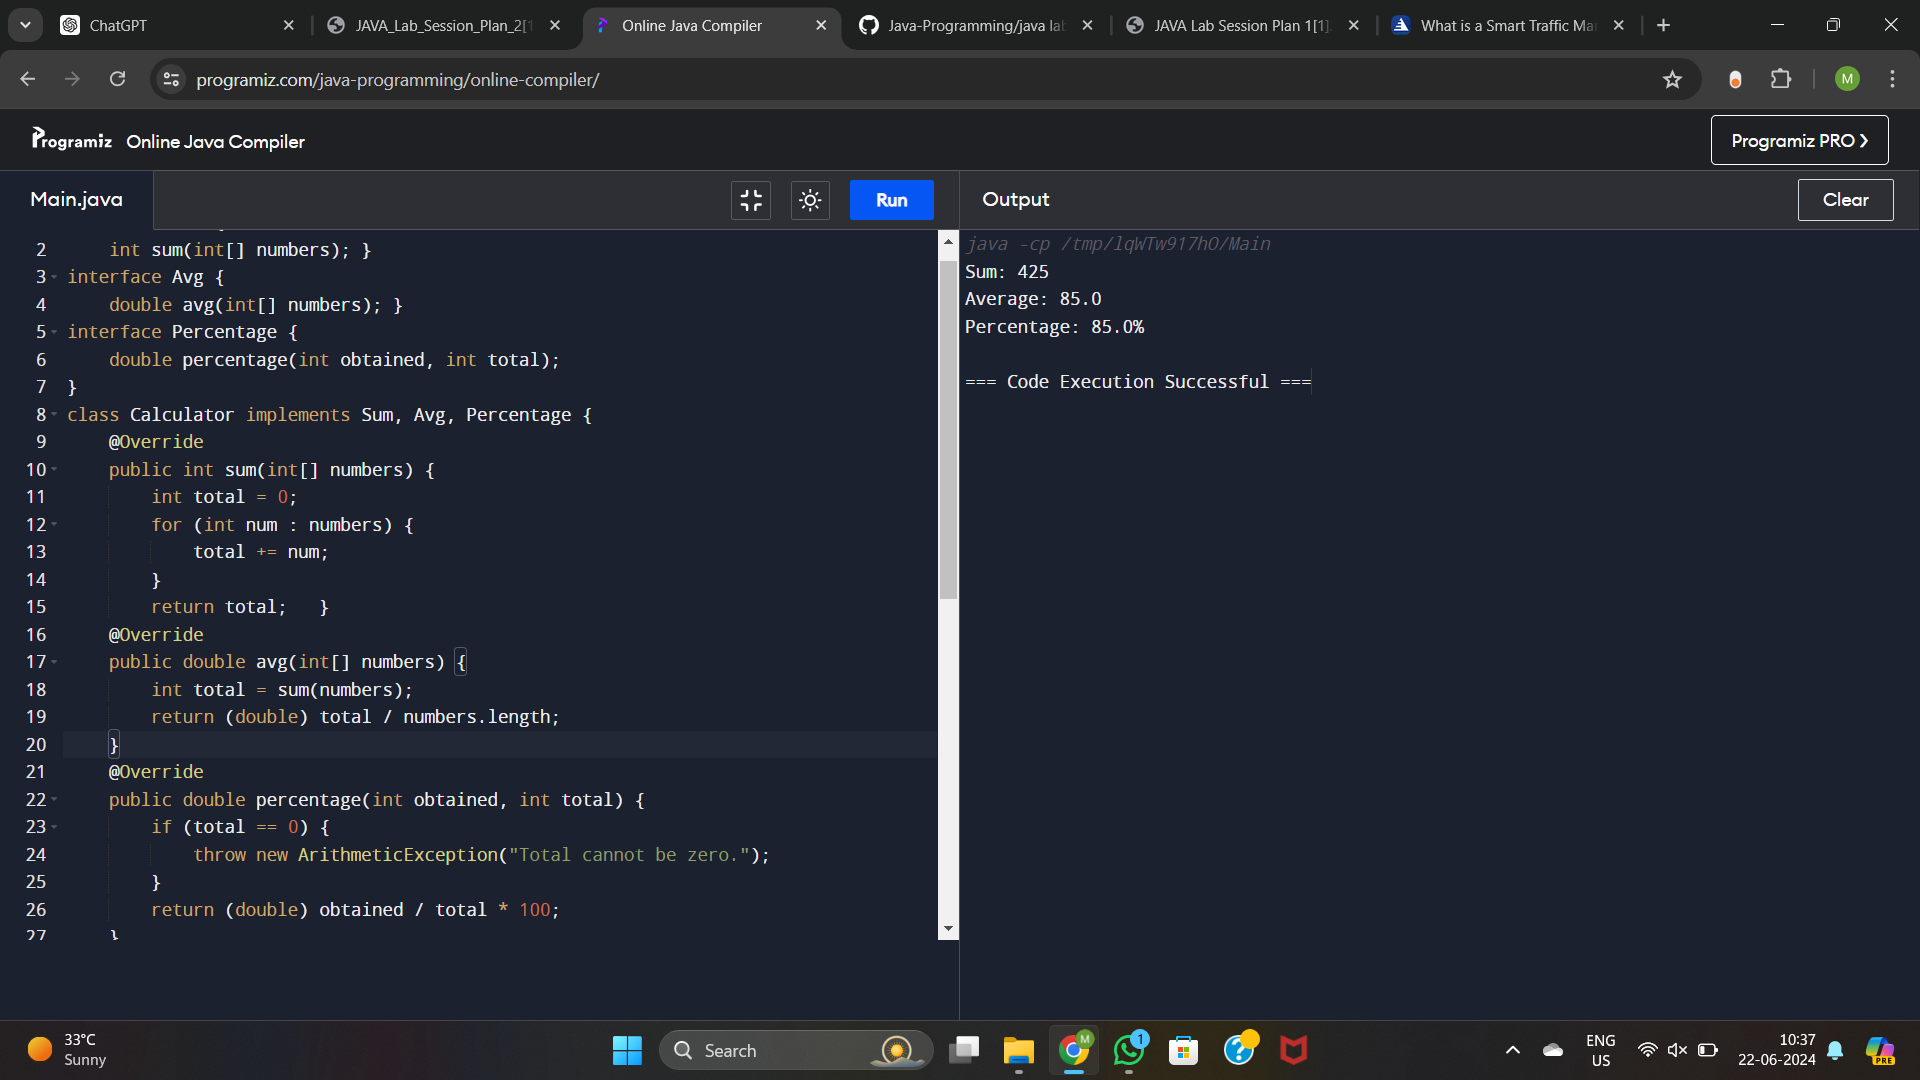 ChatGPT
JAVA_Lab_Session_Plan_2[1
Online Java Compiler
Java-Programming/java la
JAVA Lab Session Plan 1[1].
What is a Smart Traffic Ma
programiz.com/java-programming/online-compiler/
M
Programiz Online Java Compiler
Programiz PRO
Main.java
Run
Output
Clear
2 int sum(int[] numbers); }
3 interface Avg {
4 double avg(int[] numbers); }
5 interface Percentage {
6 double percentage(int obtained, int total);
7 }
8 class Calculator implements Sum, Avg, Percentage {
9 @Override
10 public int sum(int[] numbers) {
11 int total = 0;
12 for (int num : numbers) {
13 total += num;
14 }
15 return total; }
16 @Override
17 public double avg(int[] numbers) {
18 int total = sum(numbers);
19 return (double) total / numbers.length;
20 }
21 @Override
22 public double percentage(int obtained, int total) {
23 if (total == 0) {
24 throw new ArithmeticException("Total cannot be zero.");
25 }
26 return (double) obtained / total * 100;
27 }
java -cp /tmp/lqWTw917hO/Main
Sum: 425
Average: 85.0
Percentage: 85.0%
=== Code Execution Successful ===
33°C
Sunny
Search
M
1
ENG
US
10:37
22-06-2024
PRE